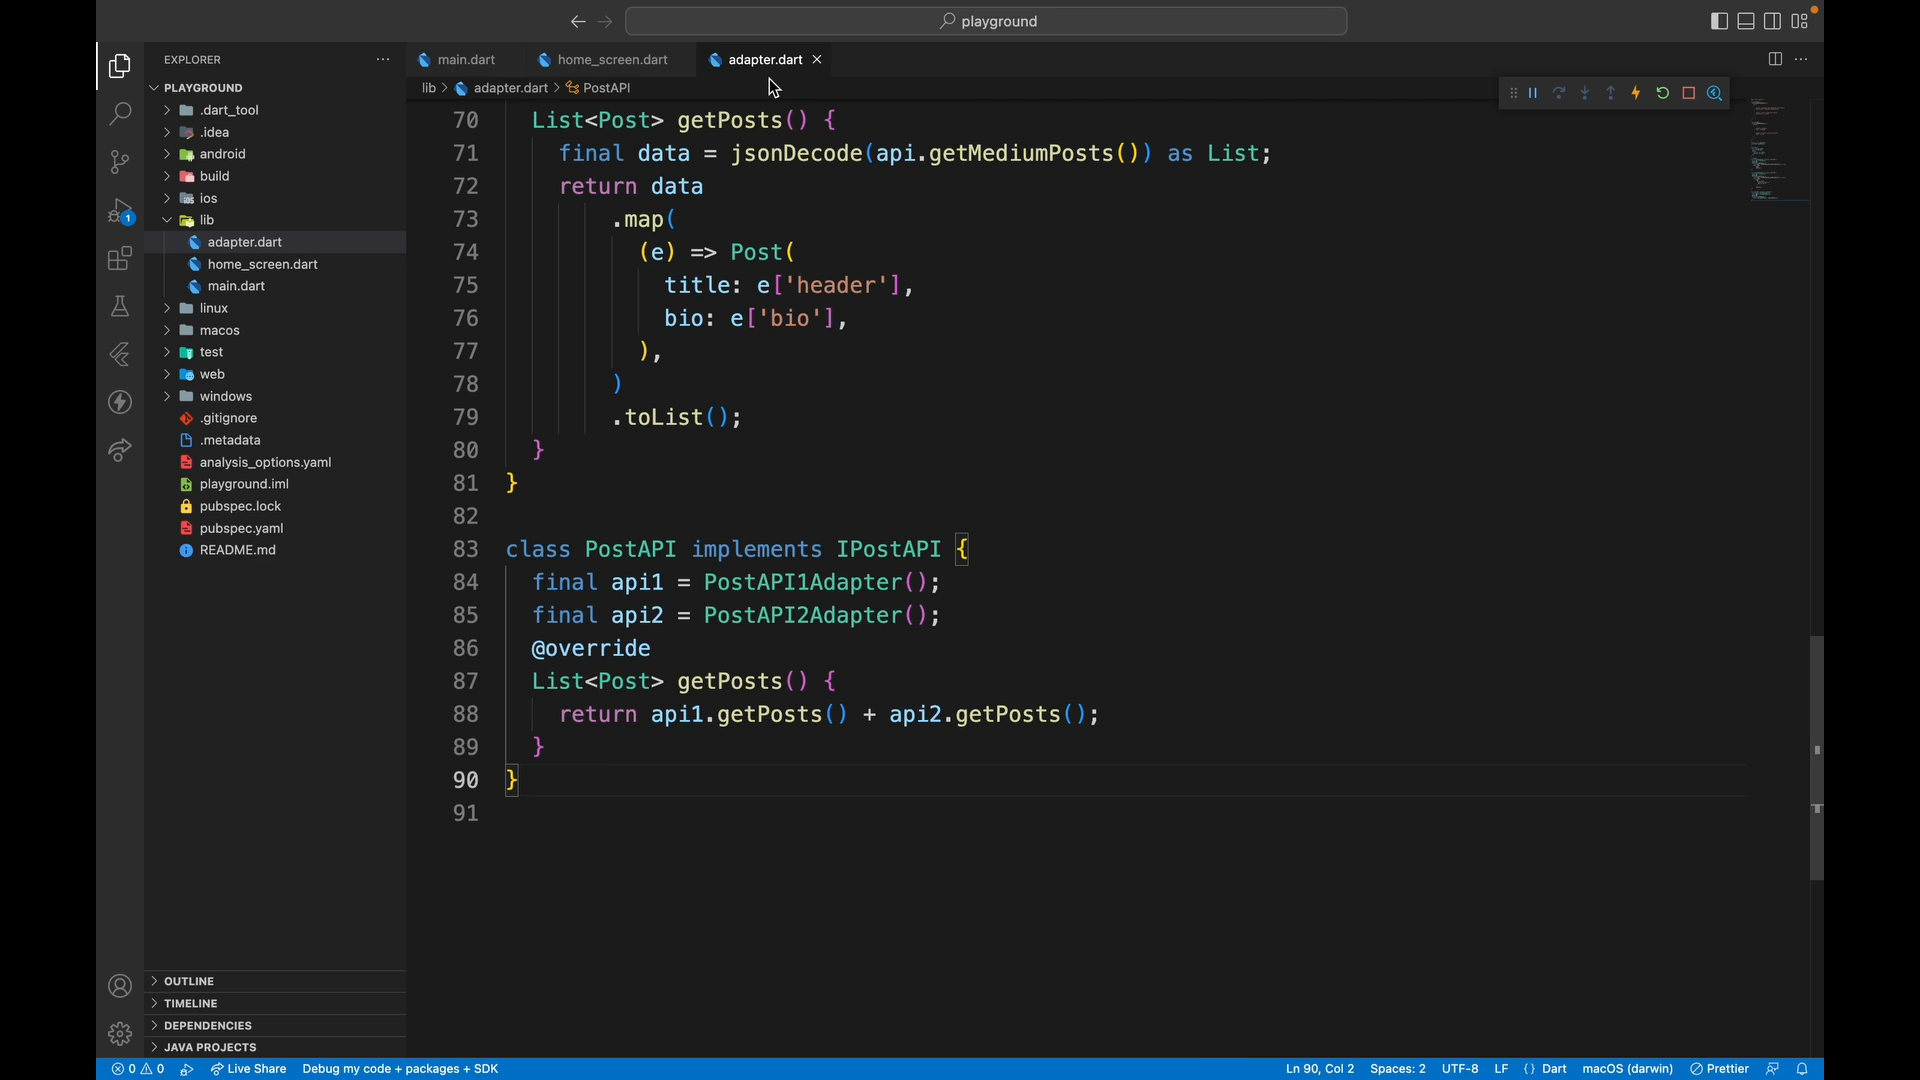 playground
EXPLORER
PLAYGROUND
.dart_tool
.idea
android
build
ios
lib
adapter.dart
home_screen.dart
main.dart
linux
macos
test
web
windows
.gitignore
.metadata
analysis_options.yaml
playground.iml
pubspec.lock
pubspec.yaml
README.md
OUTLINE
TIMELINE
DEPENDENCIES
JAVA PROJECTS
1
main.dart home_screen.dart adapter.dart
lib > adapter.dart > PostAPI
70 List<Post> getPosts() {
71 final data = jsonDecode(api.getMediumPosts()) as List;
72 return data
73 .map(
74 (e) => Post(
75 title: e['header'],
76 bio: e['bio'],
77 ),
78 )
79 .toList();
80 }
81 }
82
83 class PostAPI implements IPostAPI {
84 final api1 = PostAPI1Adapter();
85 final api2 = PostAPI2Adapter();
86 @override
87 List<Post> getPosts() {
88 return api1.getPosts() + api2.getPosts();
89 }
90 }
91
0 0 Live Share Debug my code + packages + SDK Ln 90, Col 2 Spaces: 2 UTF-8 LF {} Dart macOS (darwin) Prettier